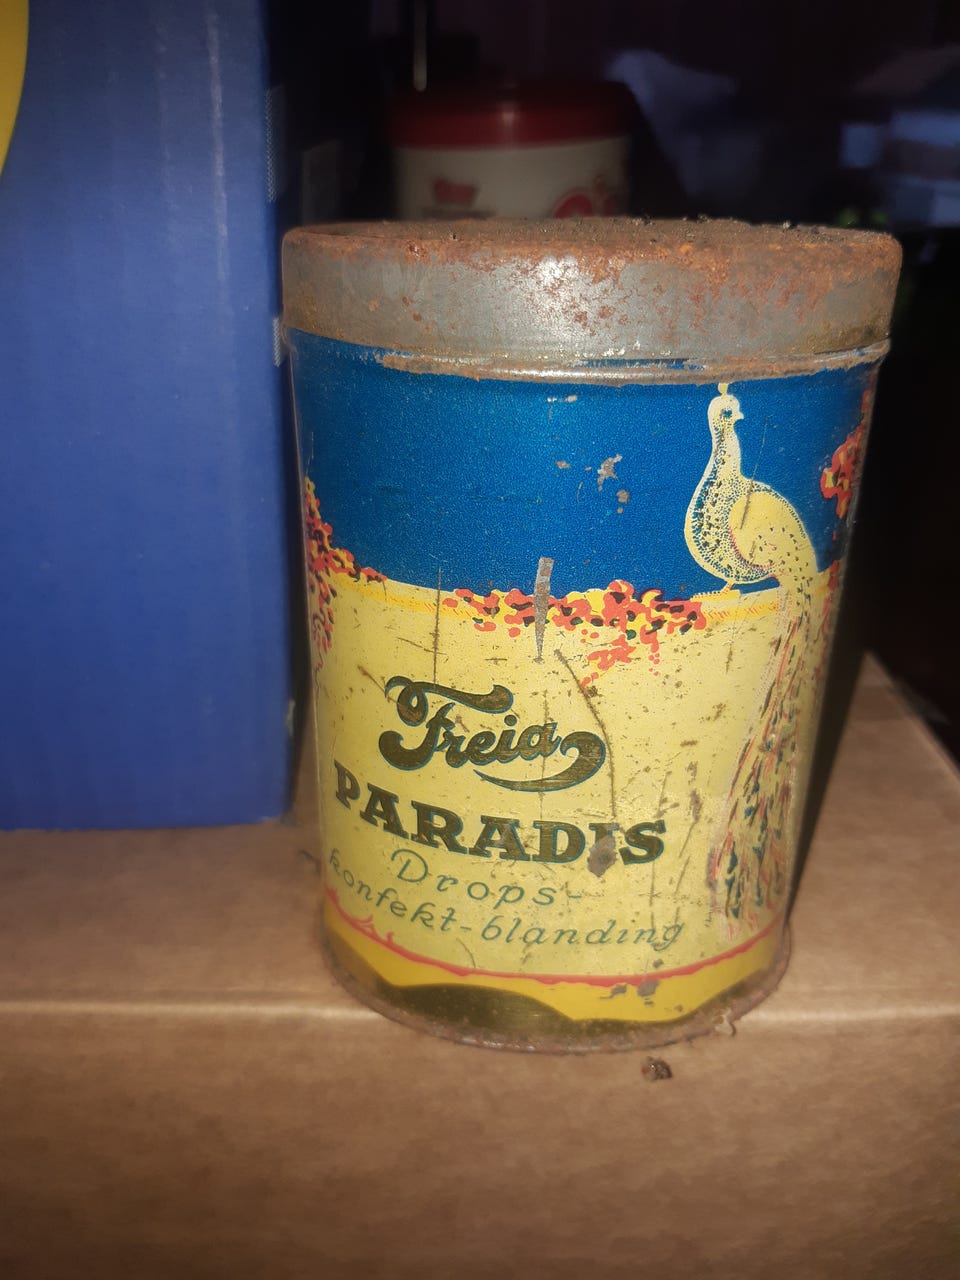 Freia
PARADIS
Drops-
konfekt-blanding